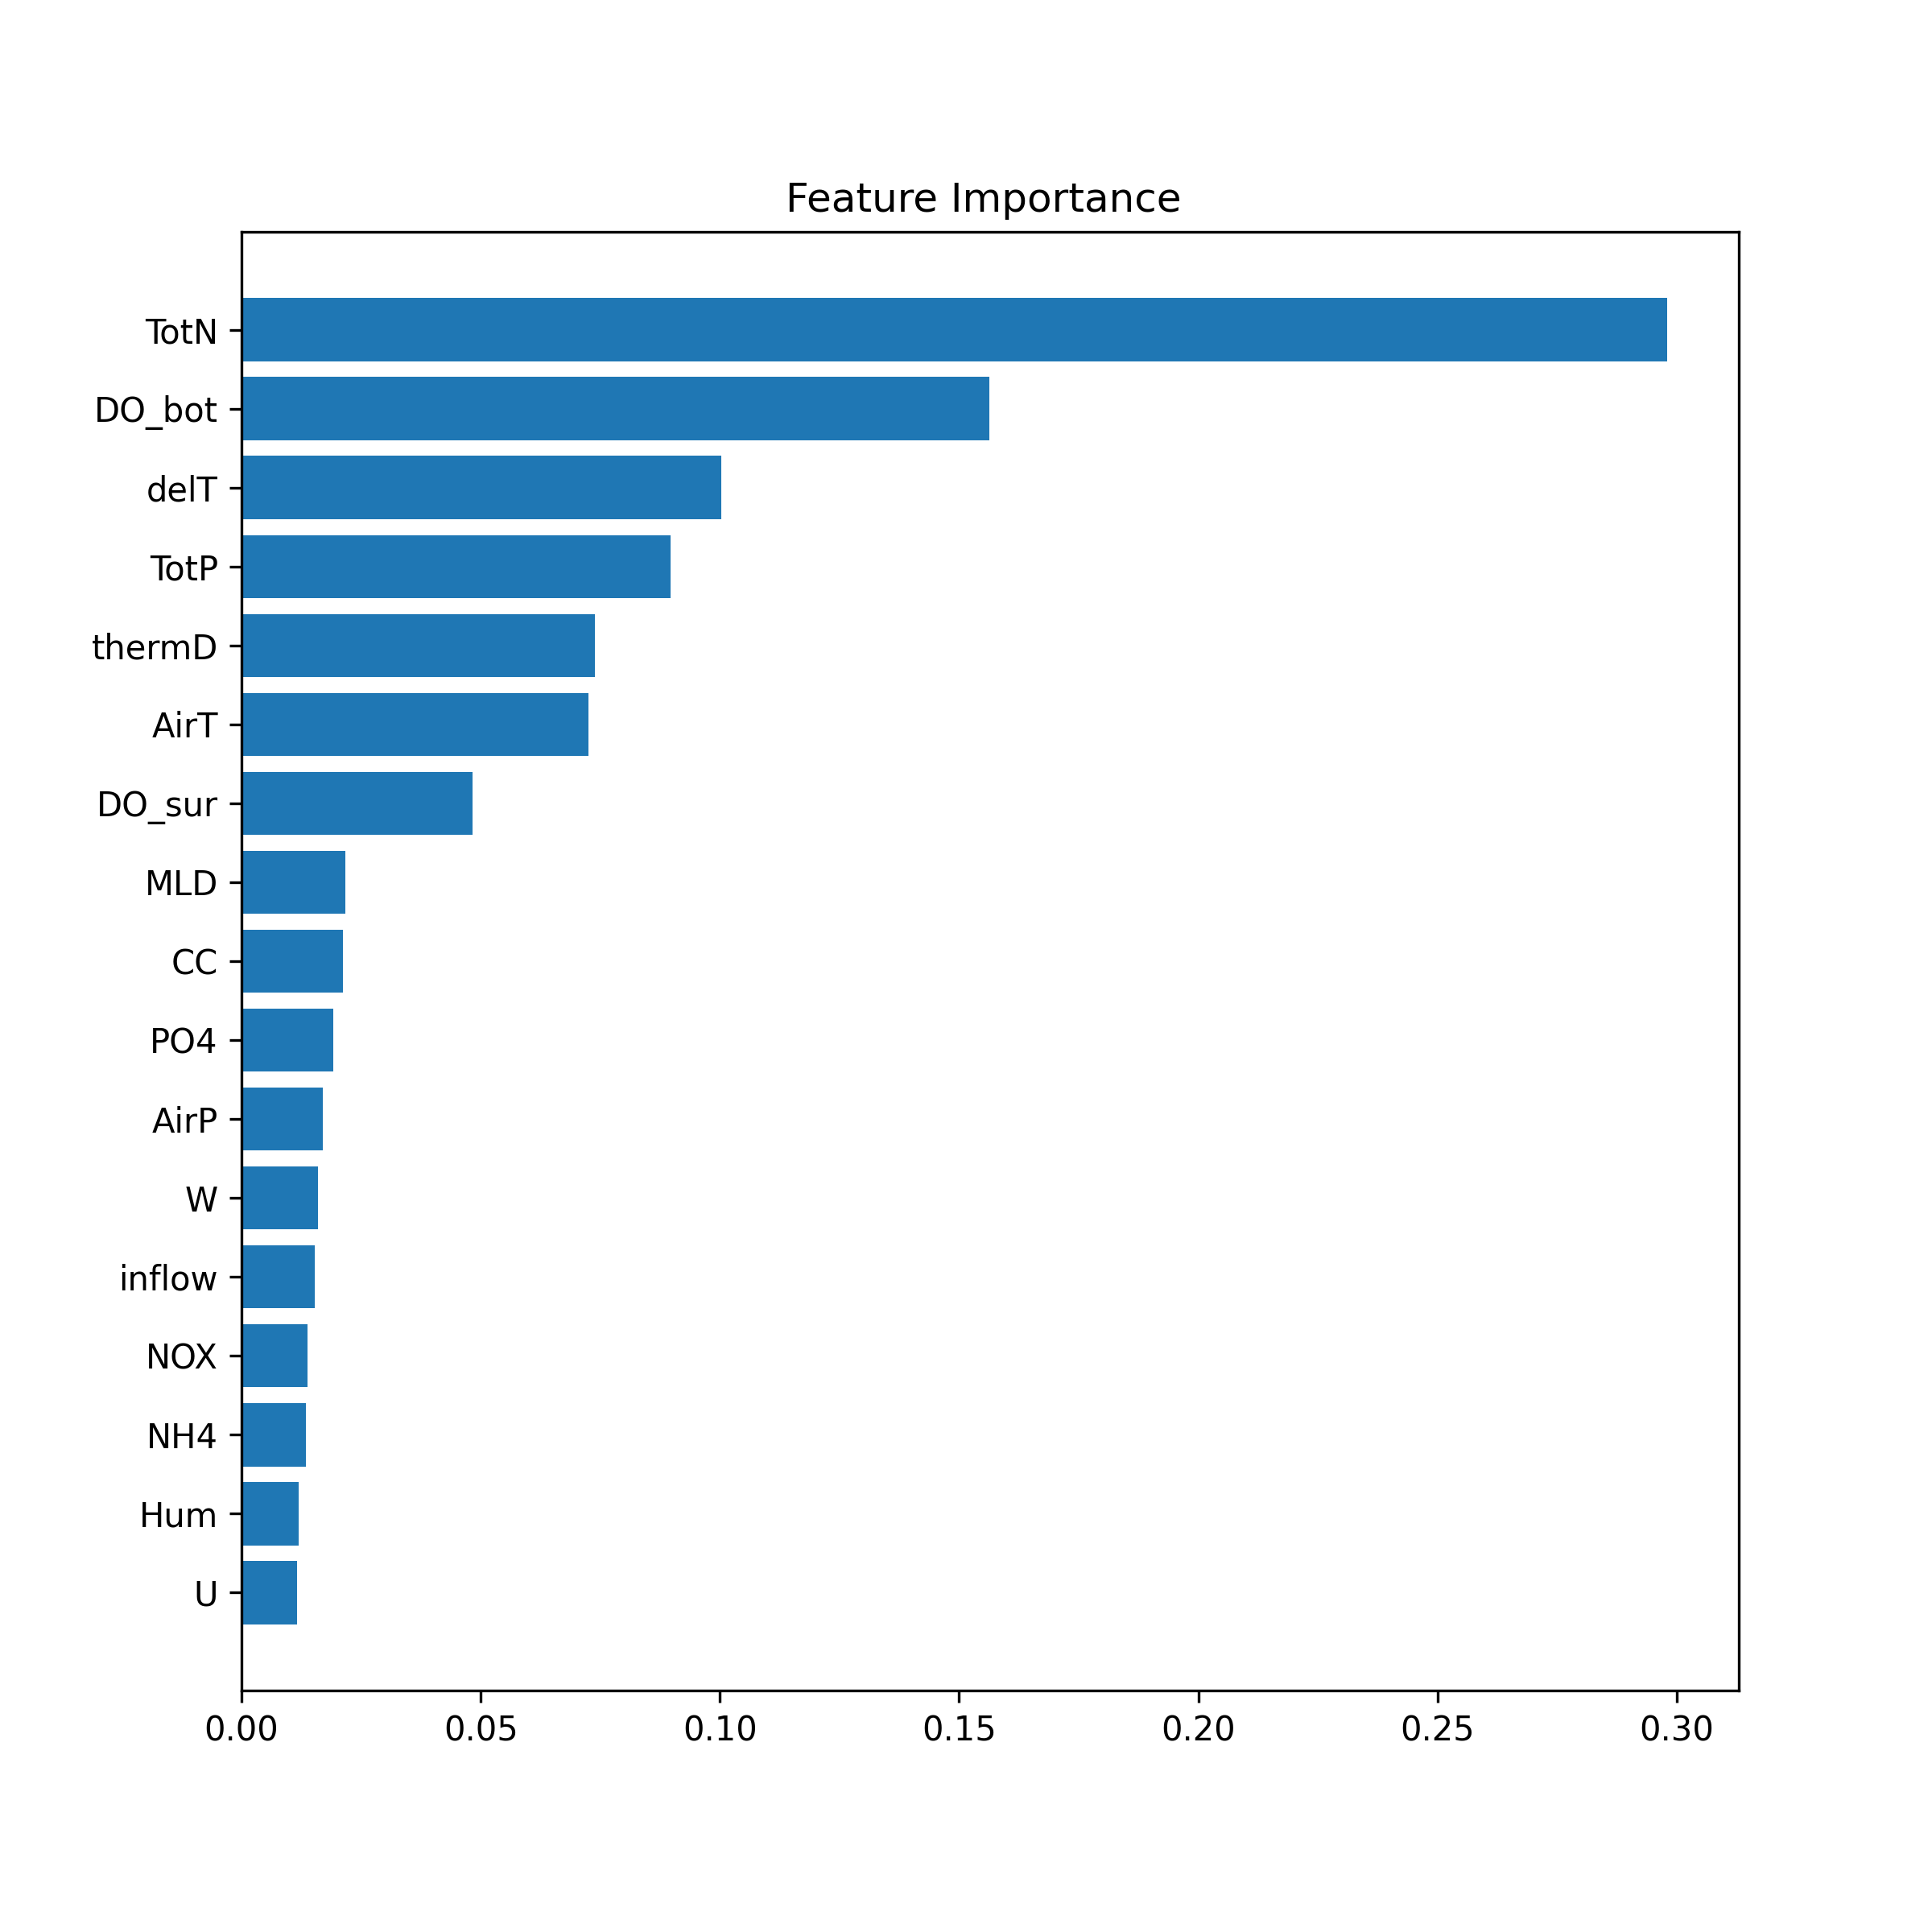 Feature Importance
TotN
DO_bot
delT
TotP
thermD
AirT
DO_sur
MLD
CC
PO4
AirP
W
inflow
NOX
NH4
Hum
U
0.00 0.05 0.10 0.15 0.20 0.25 0.30